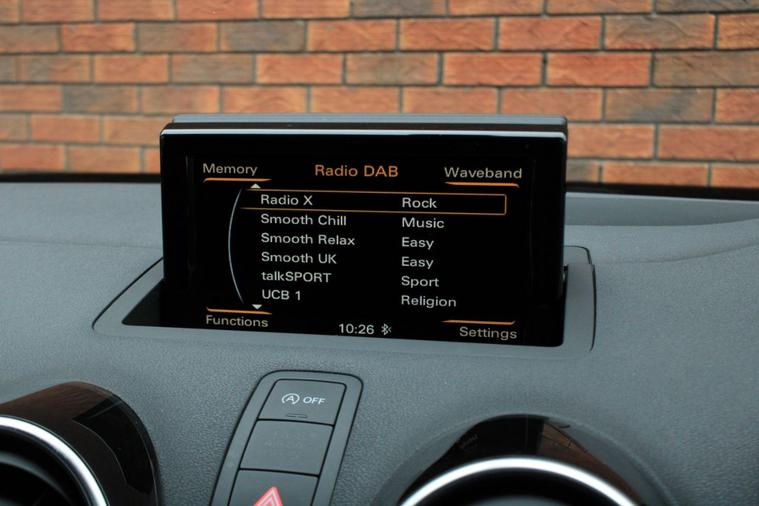 Memory Radio DAB Waveband
Radio X Rock
Smooth Chill Music
Smooth Relax Easy
Smooth UK Easy
talkSPORT Sport
UCB 1 Religion
Functions 10:26 Settings
A OFF